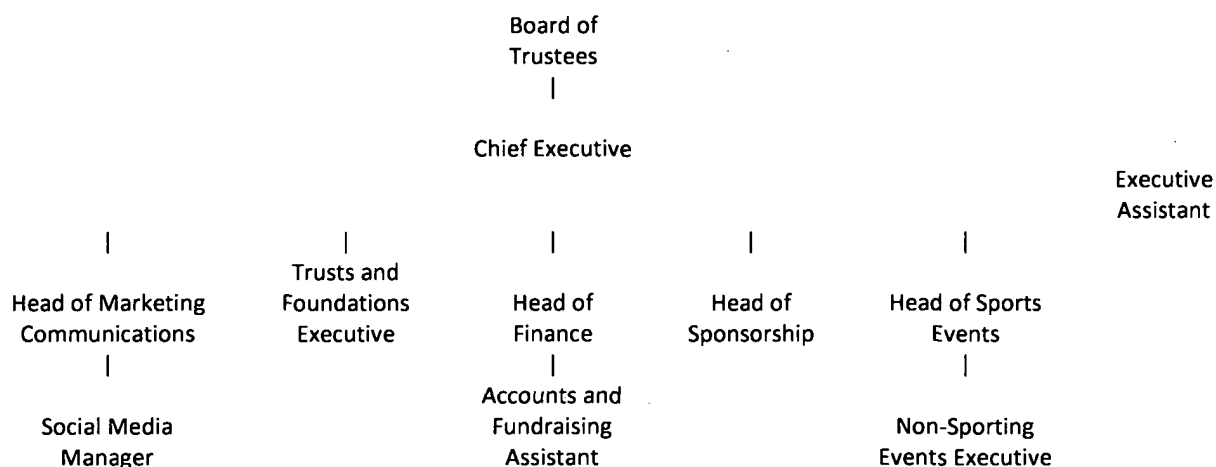 Board of
Trustees
|
Chief Executive
Executive
Assistant
| | | | |
Head of Marketing
Communications
Trusts and
Foundations
Executive
Head of
Finance
Head of
Sponsorship
Head of Sports
Events
| | |
Social Media
Manager
Accounts and
Fundraising
Assistant
Non-Sporting
Events Executive